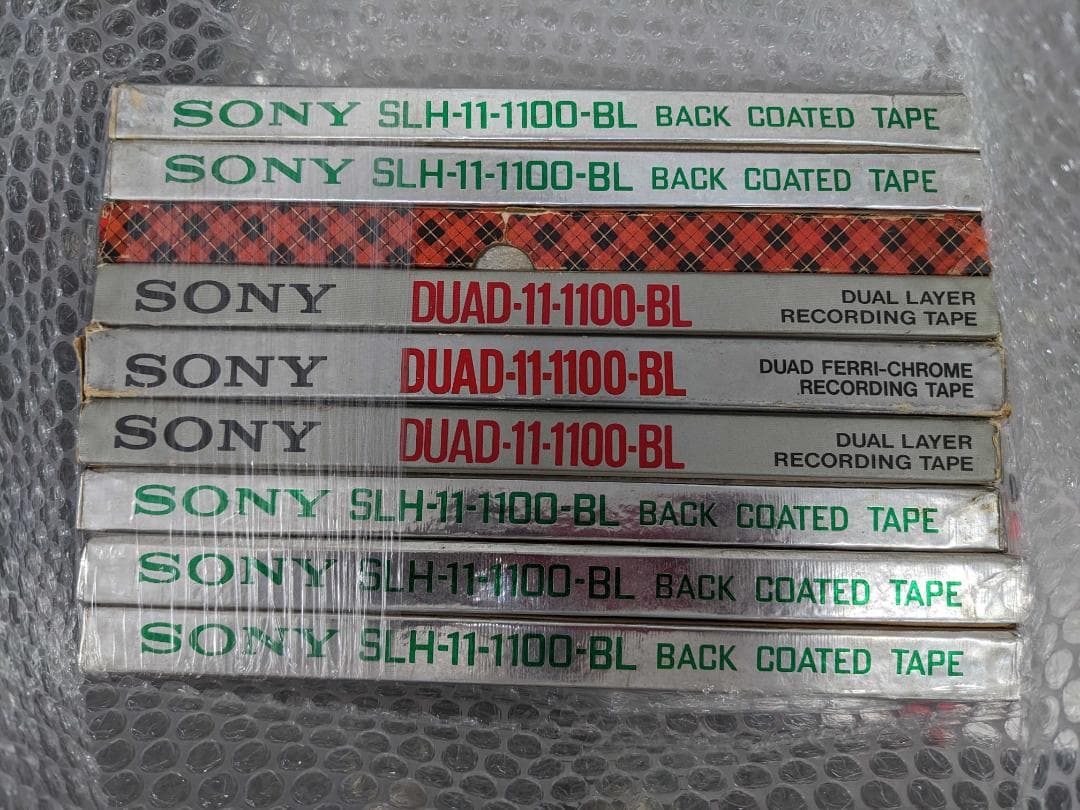 SONY SLH-11-1100-BL BACK COATED TAPE
SONY SLH-11-1100-BL BACK COATED TAPE
SONY DUAD-11-1100-BL DUAL LAYER
RECORDING TAPE
SONY DUAD-11-1100-BL DUAD FERRI-CHROME
RECORDING TAPE
SONY DUAD-11-1100-BL DUAL LAYER
RECORDING TAPE
SONY SLH-11-1100-BL BACK COATED TAPE
SONY SLH-11-1100-BL BACK COATED TAPE
SONY SLH-11-1100-BL BACK COATED TAPE